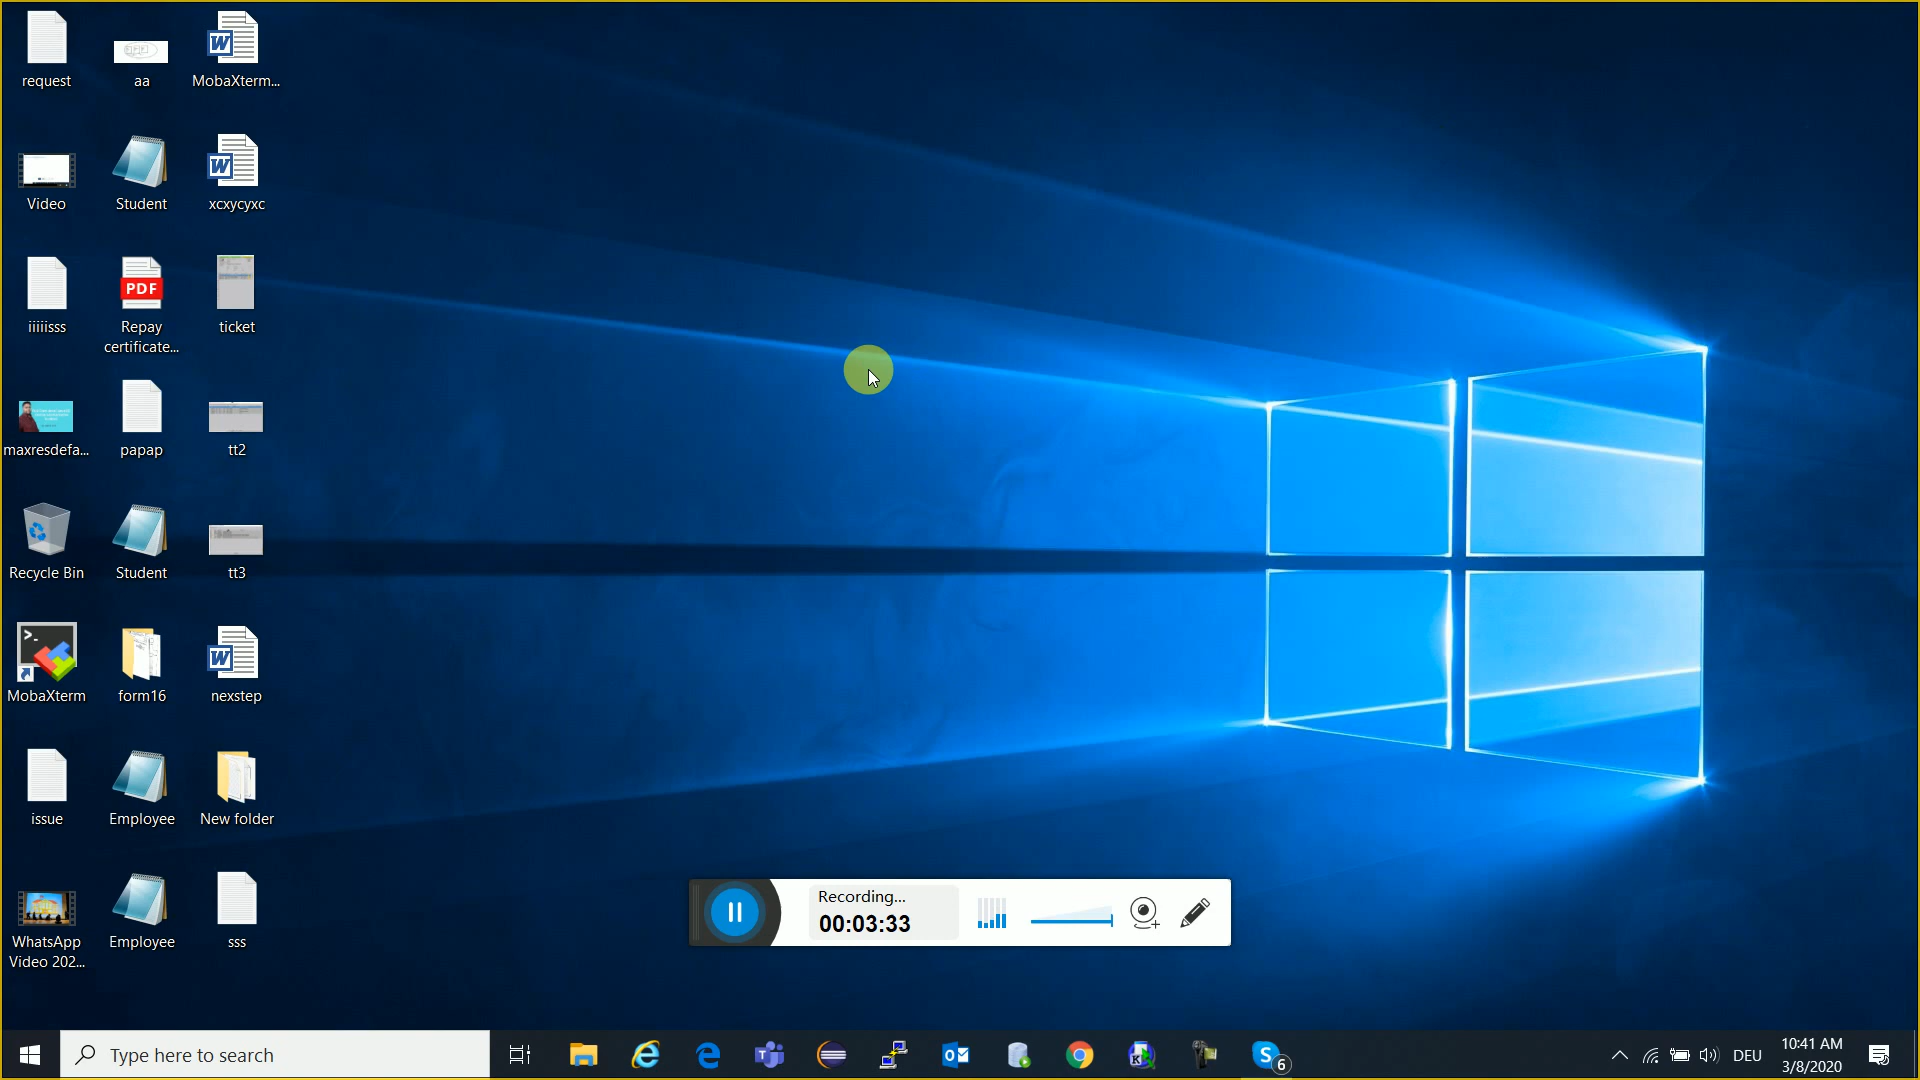 request
aa
MobaXterm...
Video
Student
xcxycyxc
iiiiisss
PDF
Repay
certificate...
ticket
maxresdefa...
papap
tt2
Recycle Bin
Student
tt3
MobaXterm
form16
nexstep
issue
Employee
New folder
WhatsApp
Video 202...
Employee
sss
Recording...
00:03:33
Type here to search
6
DEU
10:41 AM
3/8/2020